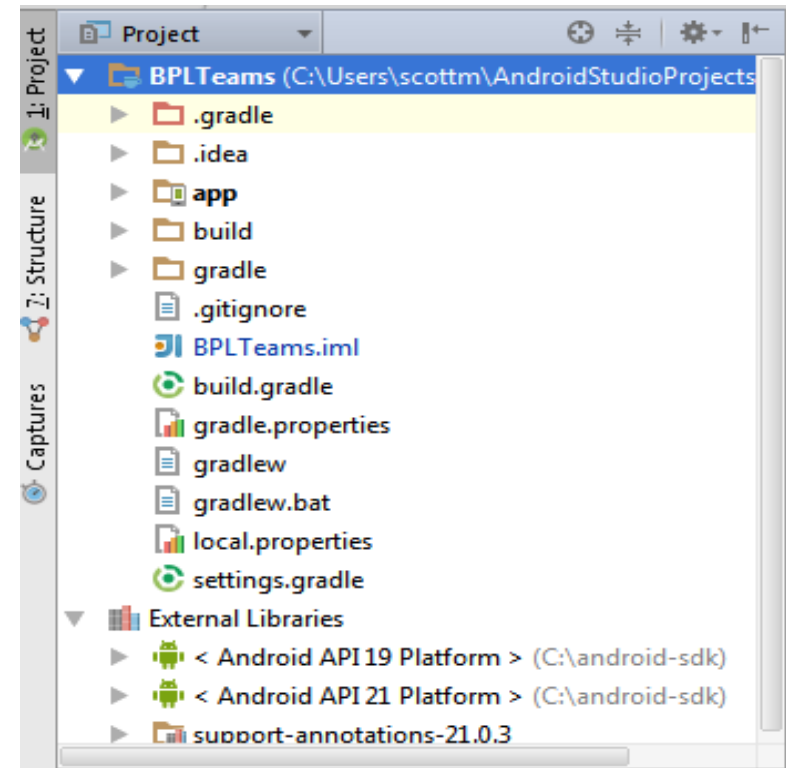 Project
1: Project
BPLTeams (C:\Users\scottm\AndroidStudioProjects
.gradle
.idea
app
build
gradle
.gitignore
BPLTeams.iml
build.gradle
gradle.properties
gradlew
gradlew.bat
local.properties
settings.gradle
External Libraries
< Android API 19 Platform > (C:\android-sdk)
< Android API 21 Platform > (C:\android-sdk)
support-annotations-21.0.3
7: Structure
Captures